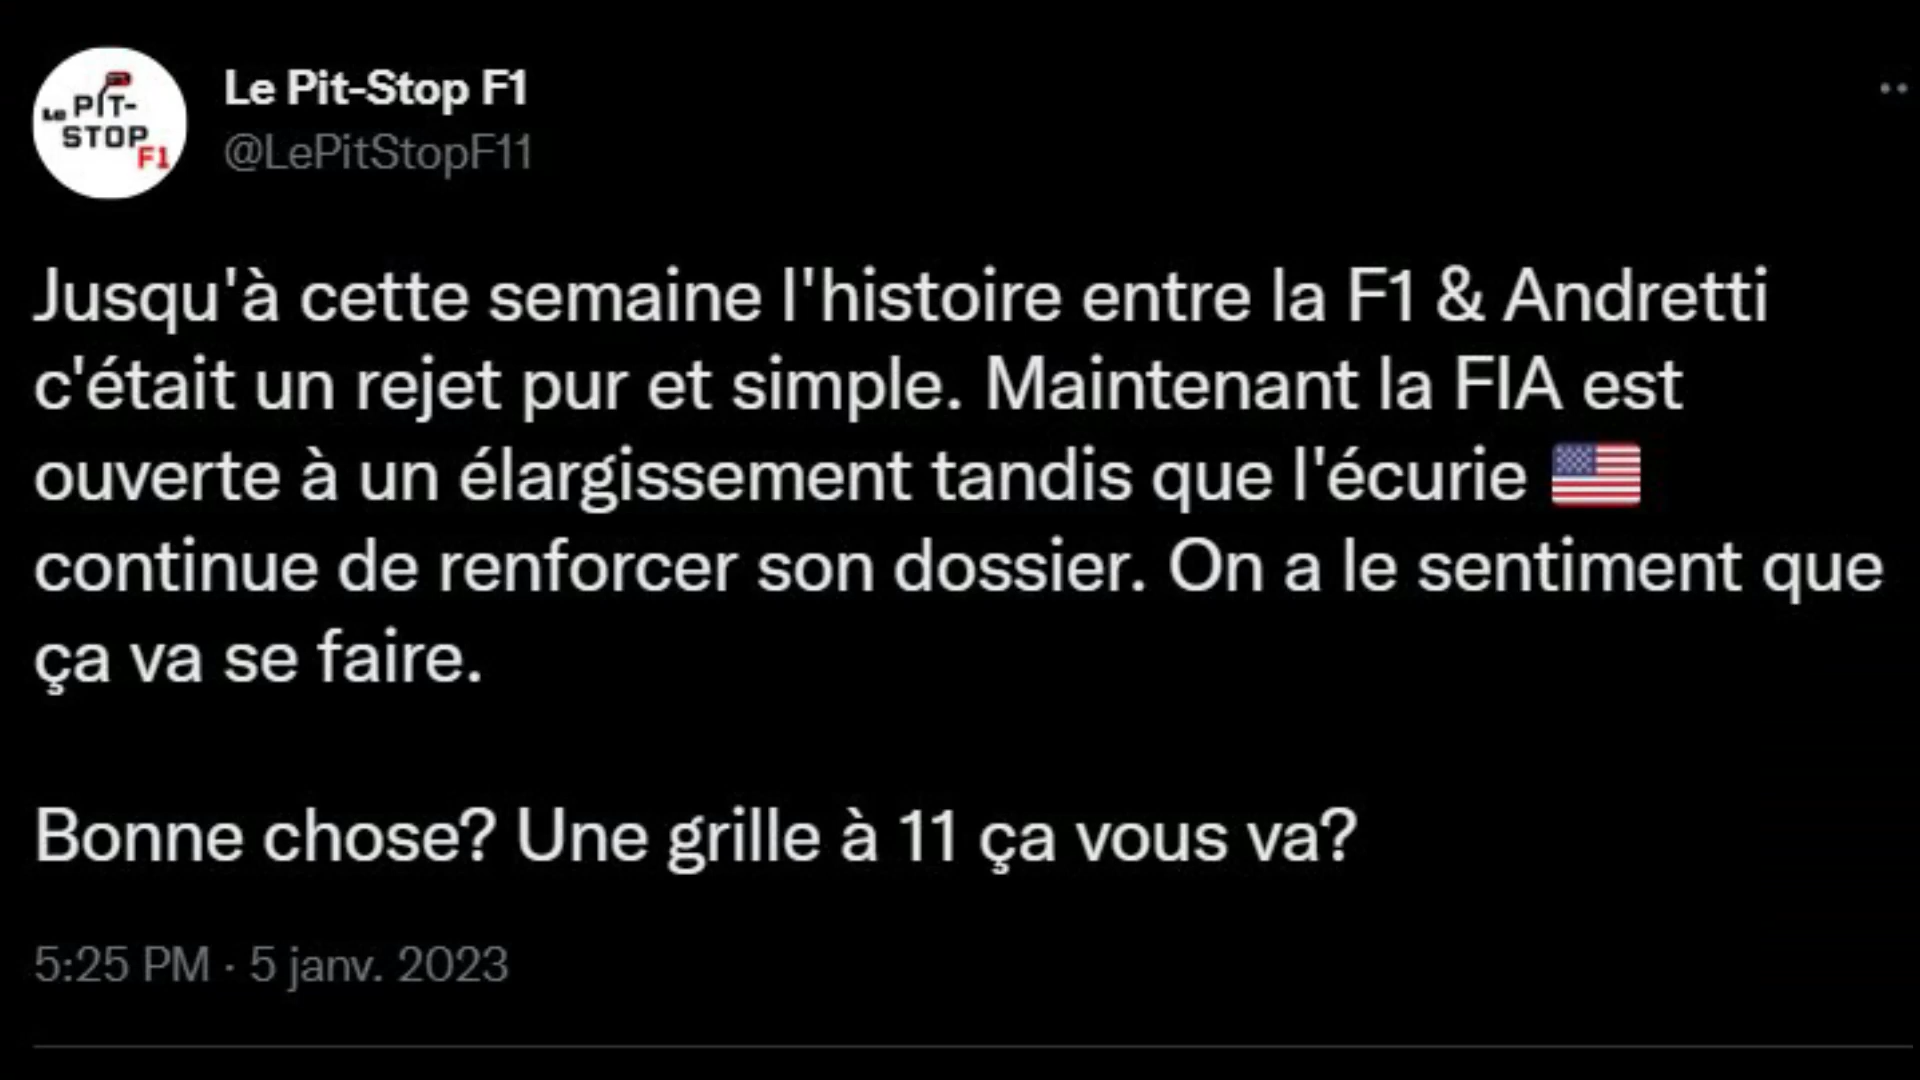 Le PIT-
STOP
F1
Le Pit-Stop F1
@LePitStopF11
Jusqu'à cette semaine l'histoire entre la F1 & Andretti
c'était un rejet pur et simple. Maintenant la FIA est
ouverte à un élargissement tandis que l'écurie 🇺🇸
continue de renforcer son dossier. On a le sentiment que
ça va se faire.
Bonne chose? Une grille à 11 ça vous va?
5:25 PM · 5 janv. 2023